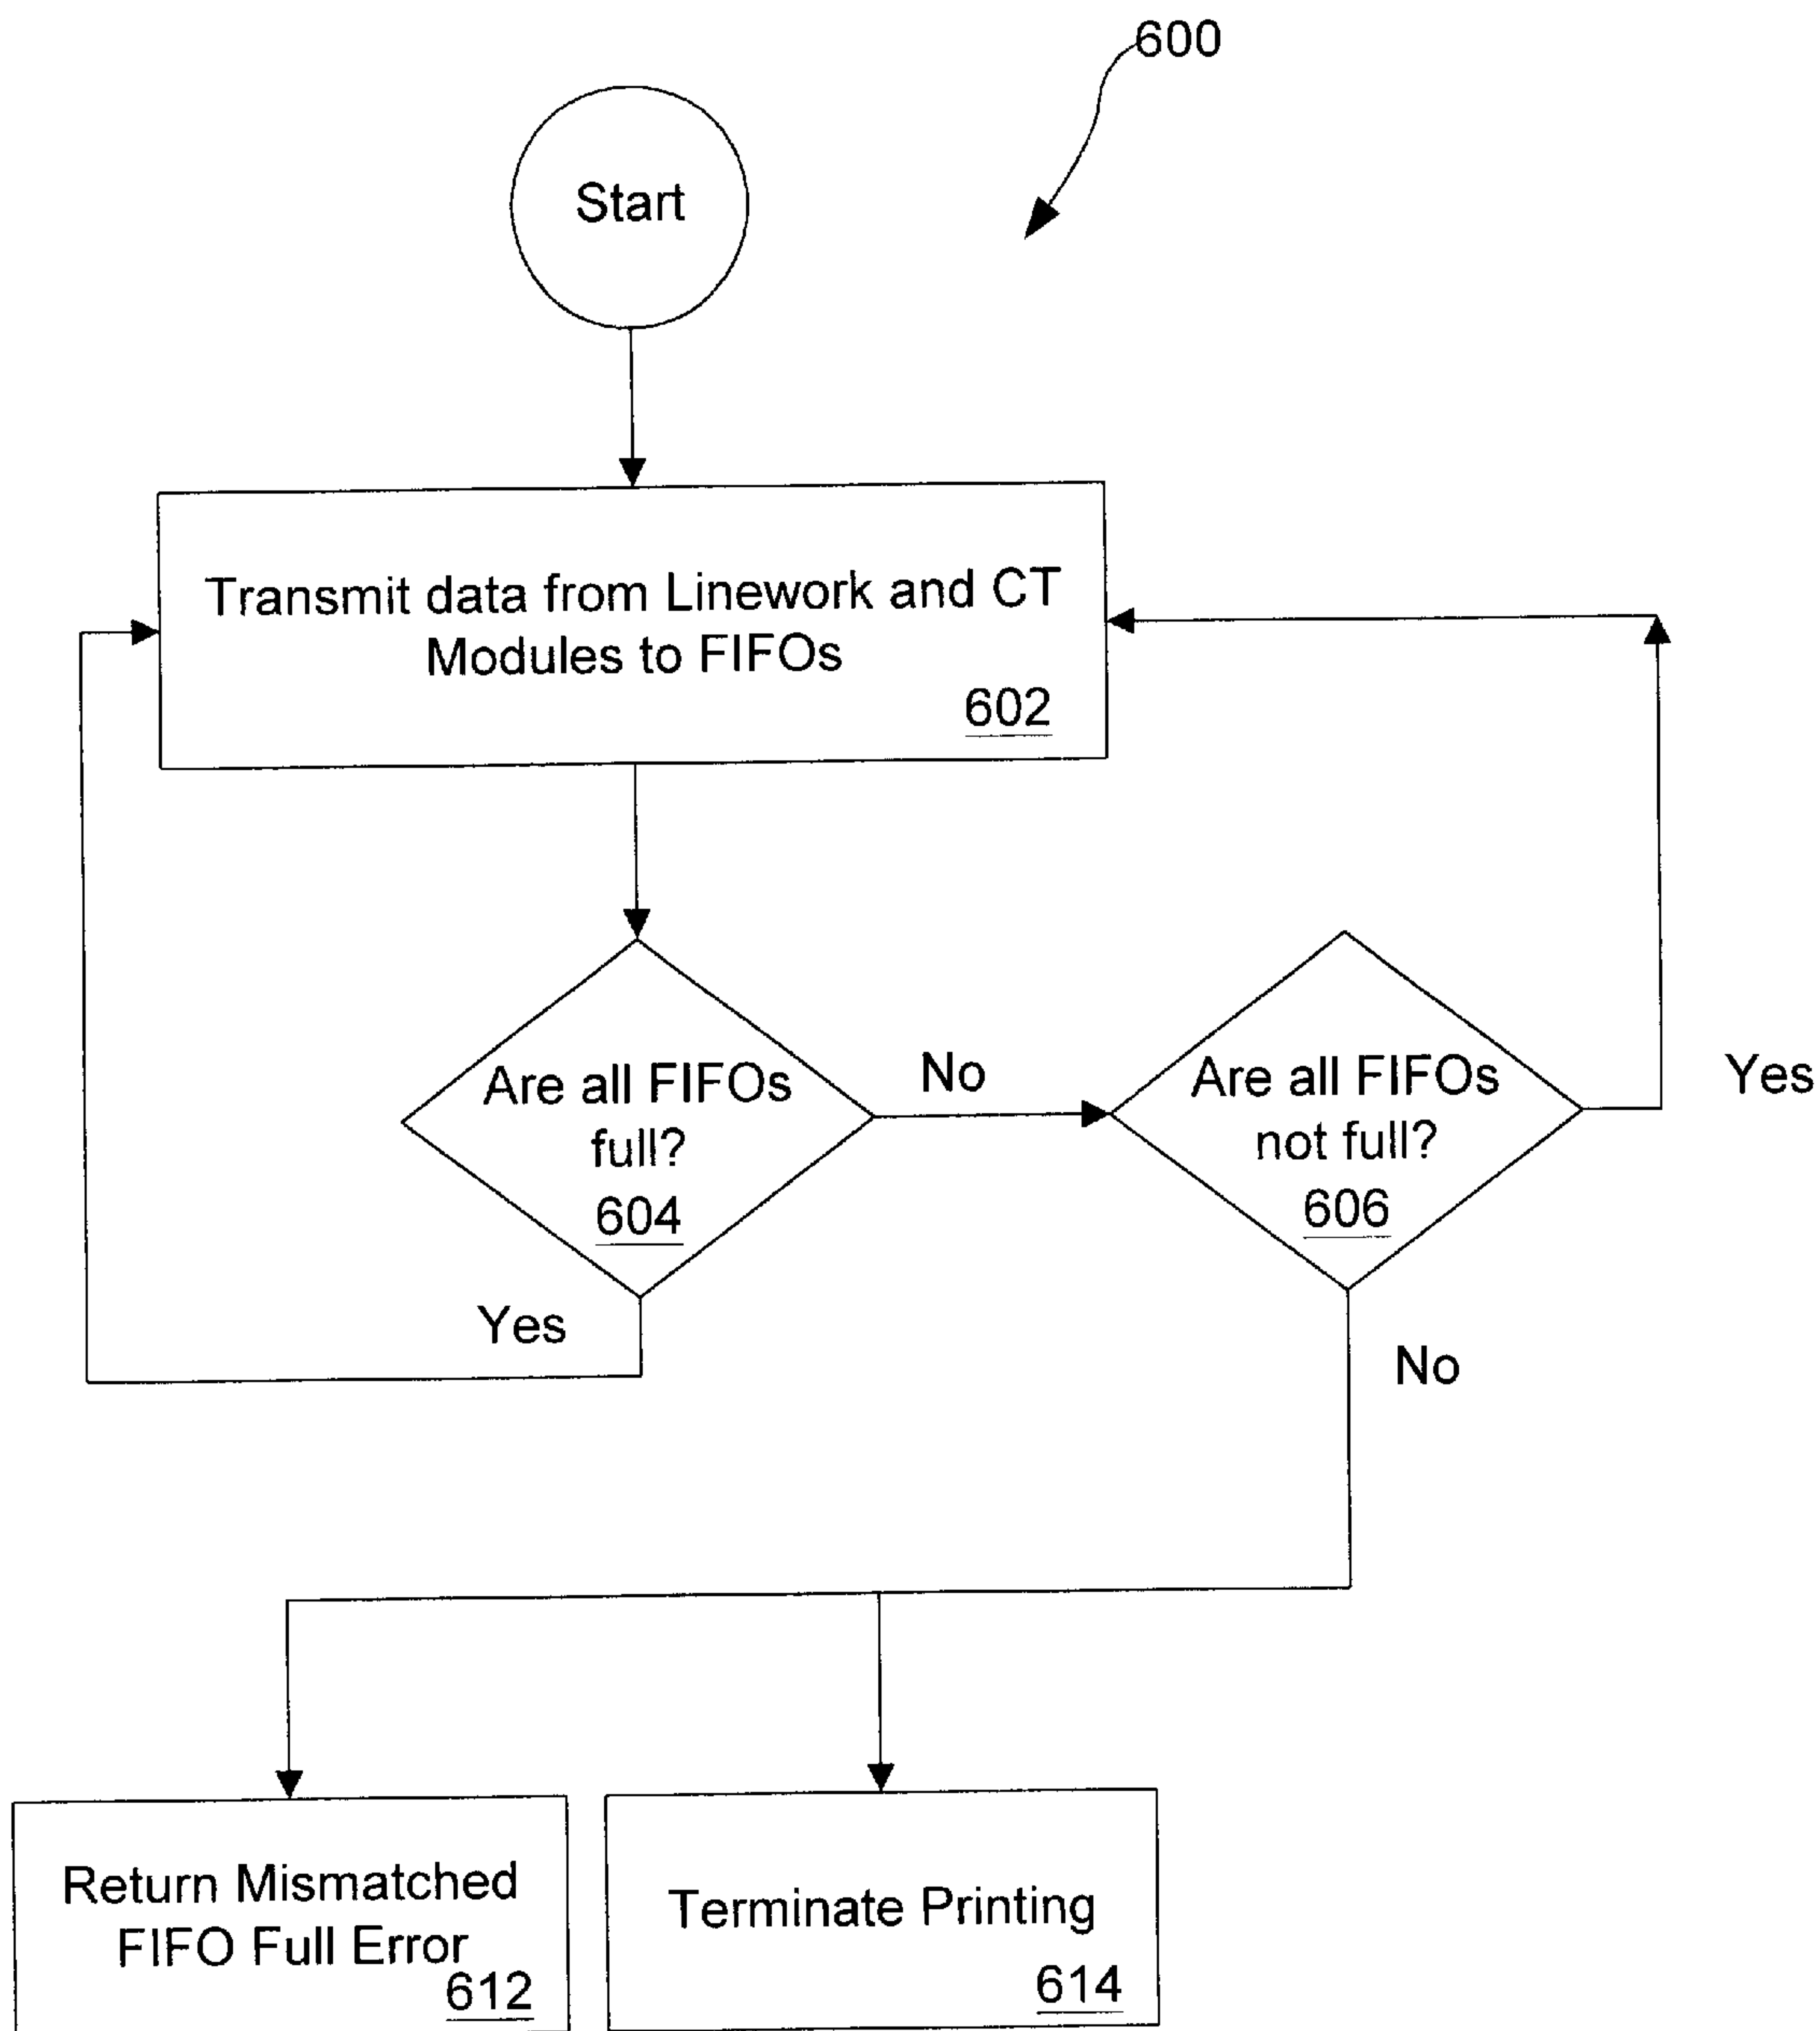 600
Start
Transmit data from Linework and CT
Modules to FIFOs
602
Are all FIFOs
full?
604
No
Are all FIFOs
not full?
606
Yes
Yes
No
Return Mismatched
FIFO Full Error
612
Terminate Printing
614